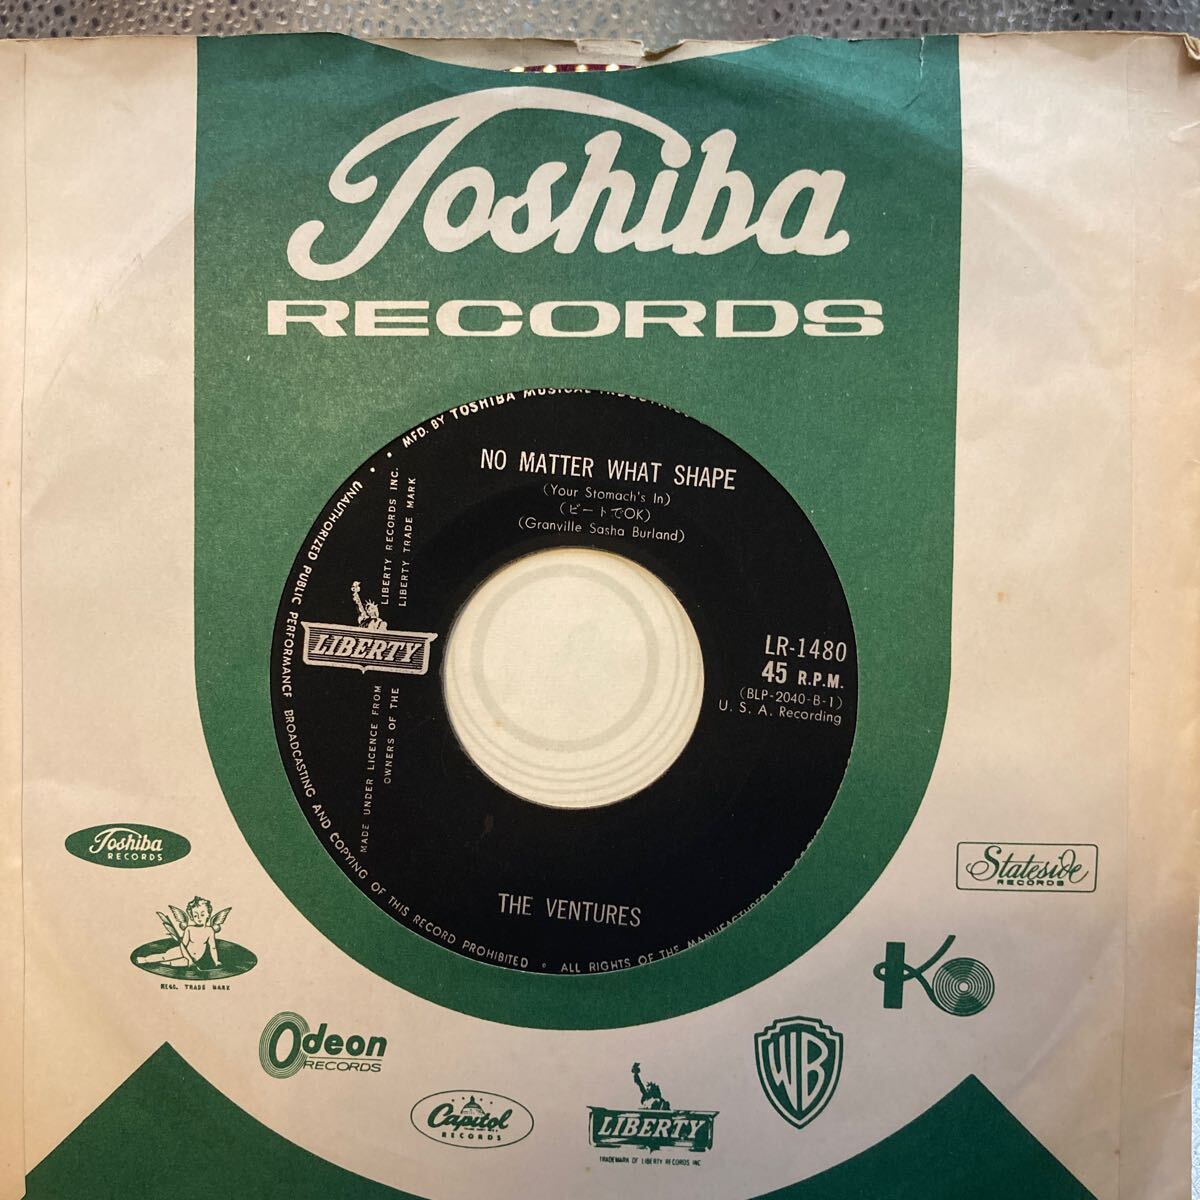 Toshiba
RECORDS
MFD. BY TOSHIBA MUSICAL
NO MATTER WHAT SHAPE
(Your Stomach's In)
(ビートでOK)
(Granville Sasha Burland)
LIBERTY RECORDS INC.
LIBERTY TRADE MARK
LIBERTY
MADE UNDER LICENCE FROM
OWNERS OF THE
LR-1480
45 R.P.M.
(BLP-2040-B-1)
U. S. A. Recording
THE VENTURES
UNAUTHORIZED PUBLIC PERFORMANCE BROADCASTING AND COPYING OF THIS RECORD PROHIBITED
ALL RIGHTS OF THE MANUFACTURER
Toshiba
RECORDS
REGD. TRADE MARK
Odeon
RECORDS
Capitol
RECORDS
LIBERTY
TRADEMARK OF LIBERTY RECORDS INC
WB
KO
Stateside
RECORDS